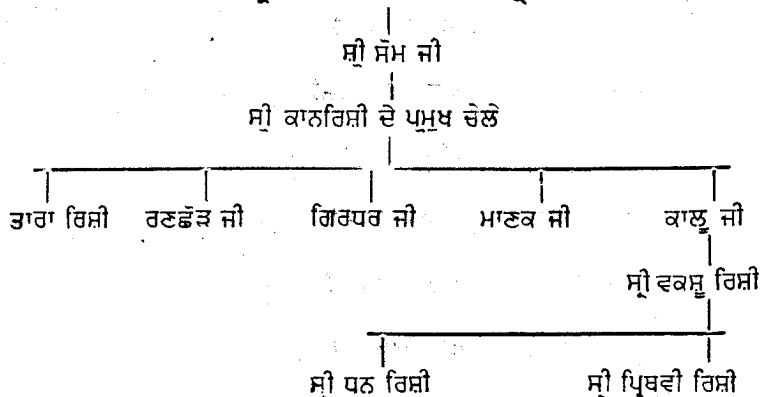 ਸ਼੍ਰੀ ਸੋਮ ਜੀ
ਸ੍ਰੀ ਕਾਨਰਿਸ਼ੀ ਦੇ ਪ੍ਰਮੁਖ ਚੇਲੇ
ਤਾਰਾ ਰਿਸ਼ੀ ਰਣਛੋੜ ਜੀ ਗਿਰਧਰ ਜੀ ਮਾਣਕ ਜੀ ਕਾਲੂ ਜੀ
ਸ੍ਰੀ ਵਕਸ਼ੂ ਰਿਸ਼ੀ
ਸ੍ਰੀ ਧਨ ਰਿਸ਼ੀ ਸ੍ਰੀ ਪ੍ਰਿਥਵੀ ਰਿਸ਼ੀ